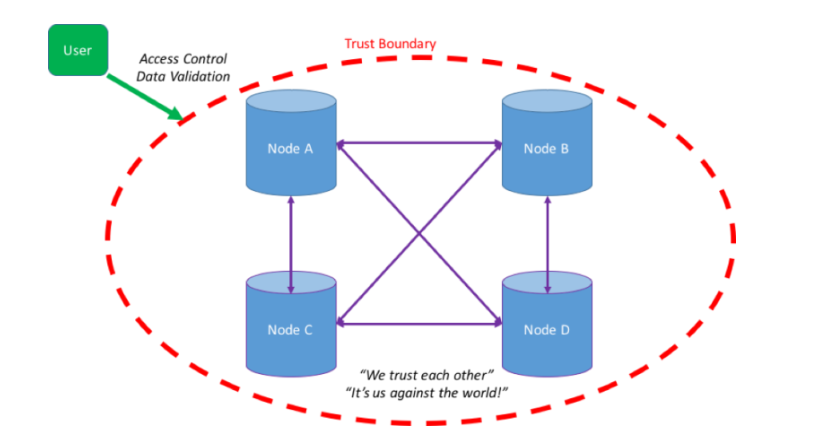 User
Access Control
Data Validation
Trust Boundary
Node A
Node B
Node C
Node D
“We trust each other”
“It’s us against the world!”